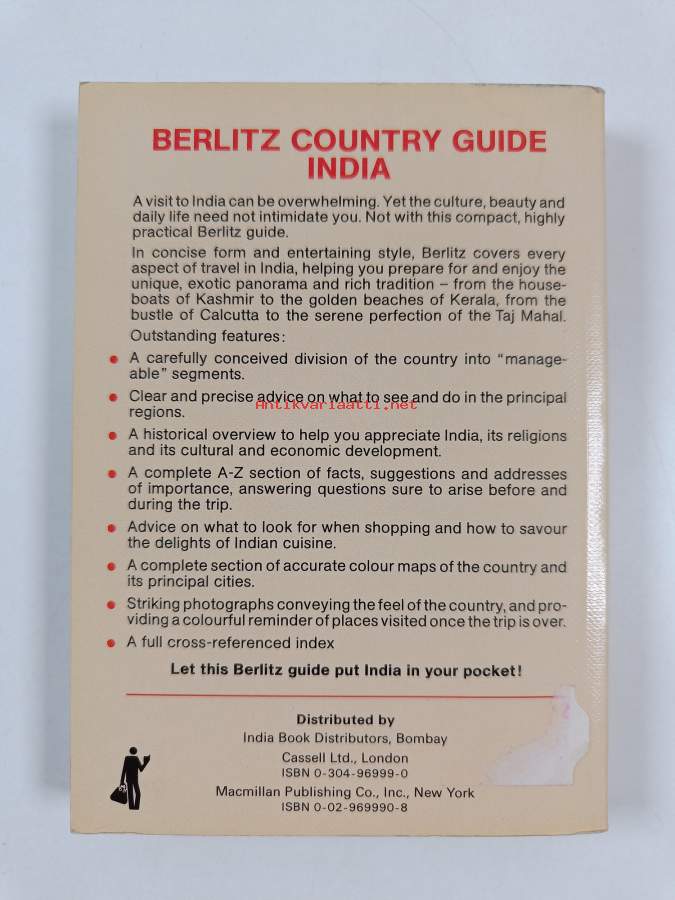 BERLITZ COUNTRY GUIDE
INDIA
A visit to India can be overwhelming. Yet the culture, beauty and
daily life need not intimidate you. Not with this compact, highly
practical Berlitz guide.
In concise form and entertaining style, Berlitz covers every
aspect of travel in India, helping you prepare for and enjoy the
unique, exotic panorama and rich tradition – from the house-
boats of Kashmir to the golden beaches of Kerala, from the
bustle of Calcutta to the serene perfection of the Taj Mahal.
Outstanding features:
• A carefully conceived division of the country into “manage-
able” segments.
• Clear and precise advice on what to see and do in the principal
regions.
Antikvariaatti.net
• A historical overview to help you appreciate India, its religions
and its cultural and economic development.
• A complete A-Z section of facts, suggestions and addresses
of importance, answering questions sure to arise before and
during the trip.
• Advice on what to look for when shopping and how to savour
the delights of Indian cuisine.
• A complete section of accurate colour maps of the country and
its principal cities.
• Striking photographs conveying the feel of the country, and pro-
viding a colourful reminder of places visited once the trip is over.
• A full cross-referenced index
Let this Berlitz guide put India in your pocket!
Distributed by
India Book Distributors, Bombay
Cassell Ltd., London
ISBN 0-304-96999-0
Macmillan Publishing Co., Inc., New York
ISBN 0-02-969990-8